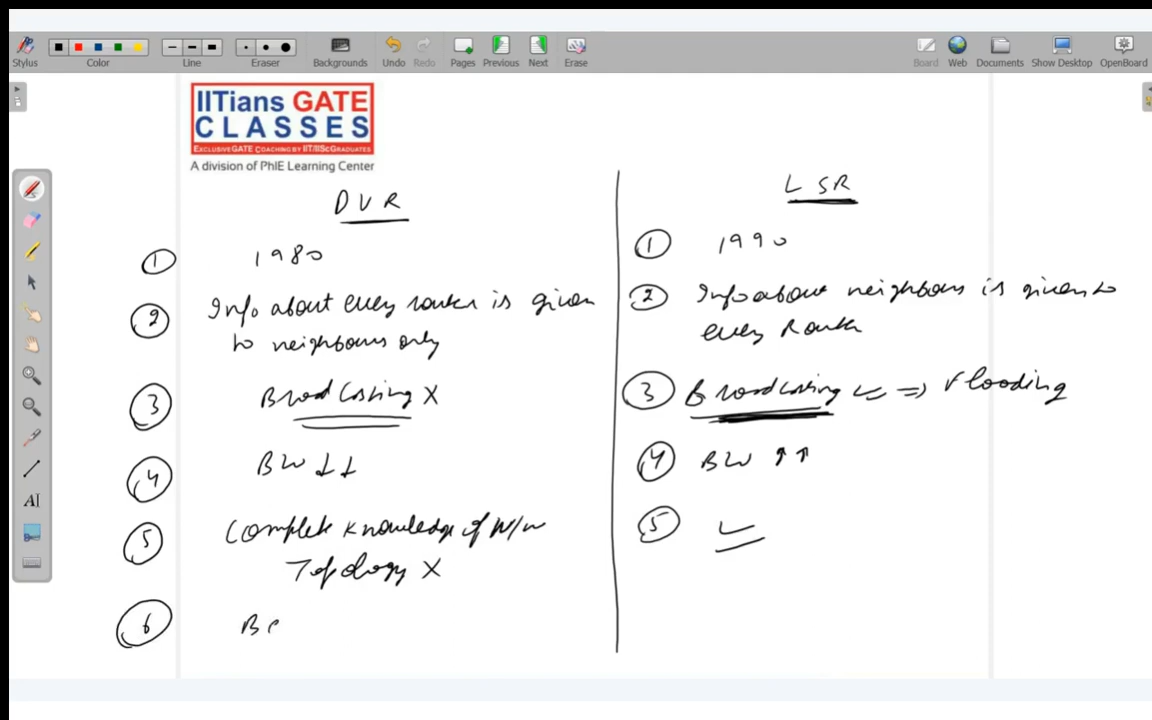 Stylus
Color
Line
Eraser
Backgrounds
Undo
Redo
Pages
Previous
Next
Erase
Board
Web
Documents
Show Desktop
OpenBoard
IITians GATE
CLASSES
EXCLUSIVE GATE COACHING BY IIT/IISC GRADUATES
A division of PhIE Learning Center
DVR
① 1980
② Info about every router is given
to neighbours only
③ Broadcasting X
④ BW ↓↓
⑤ Complete knowledge of N/w
Topology X
⑥ Be
LSR
① 1990
② Info about neighbours is given to
every Router
③ Broadcasting ✓ => flooding
④ BW ↑↑
⑤ ✓
AI